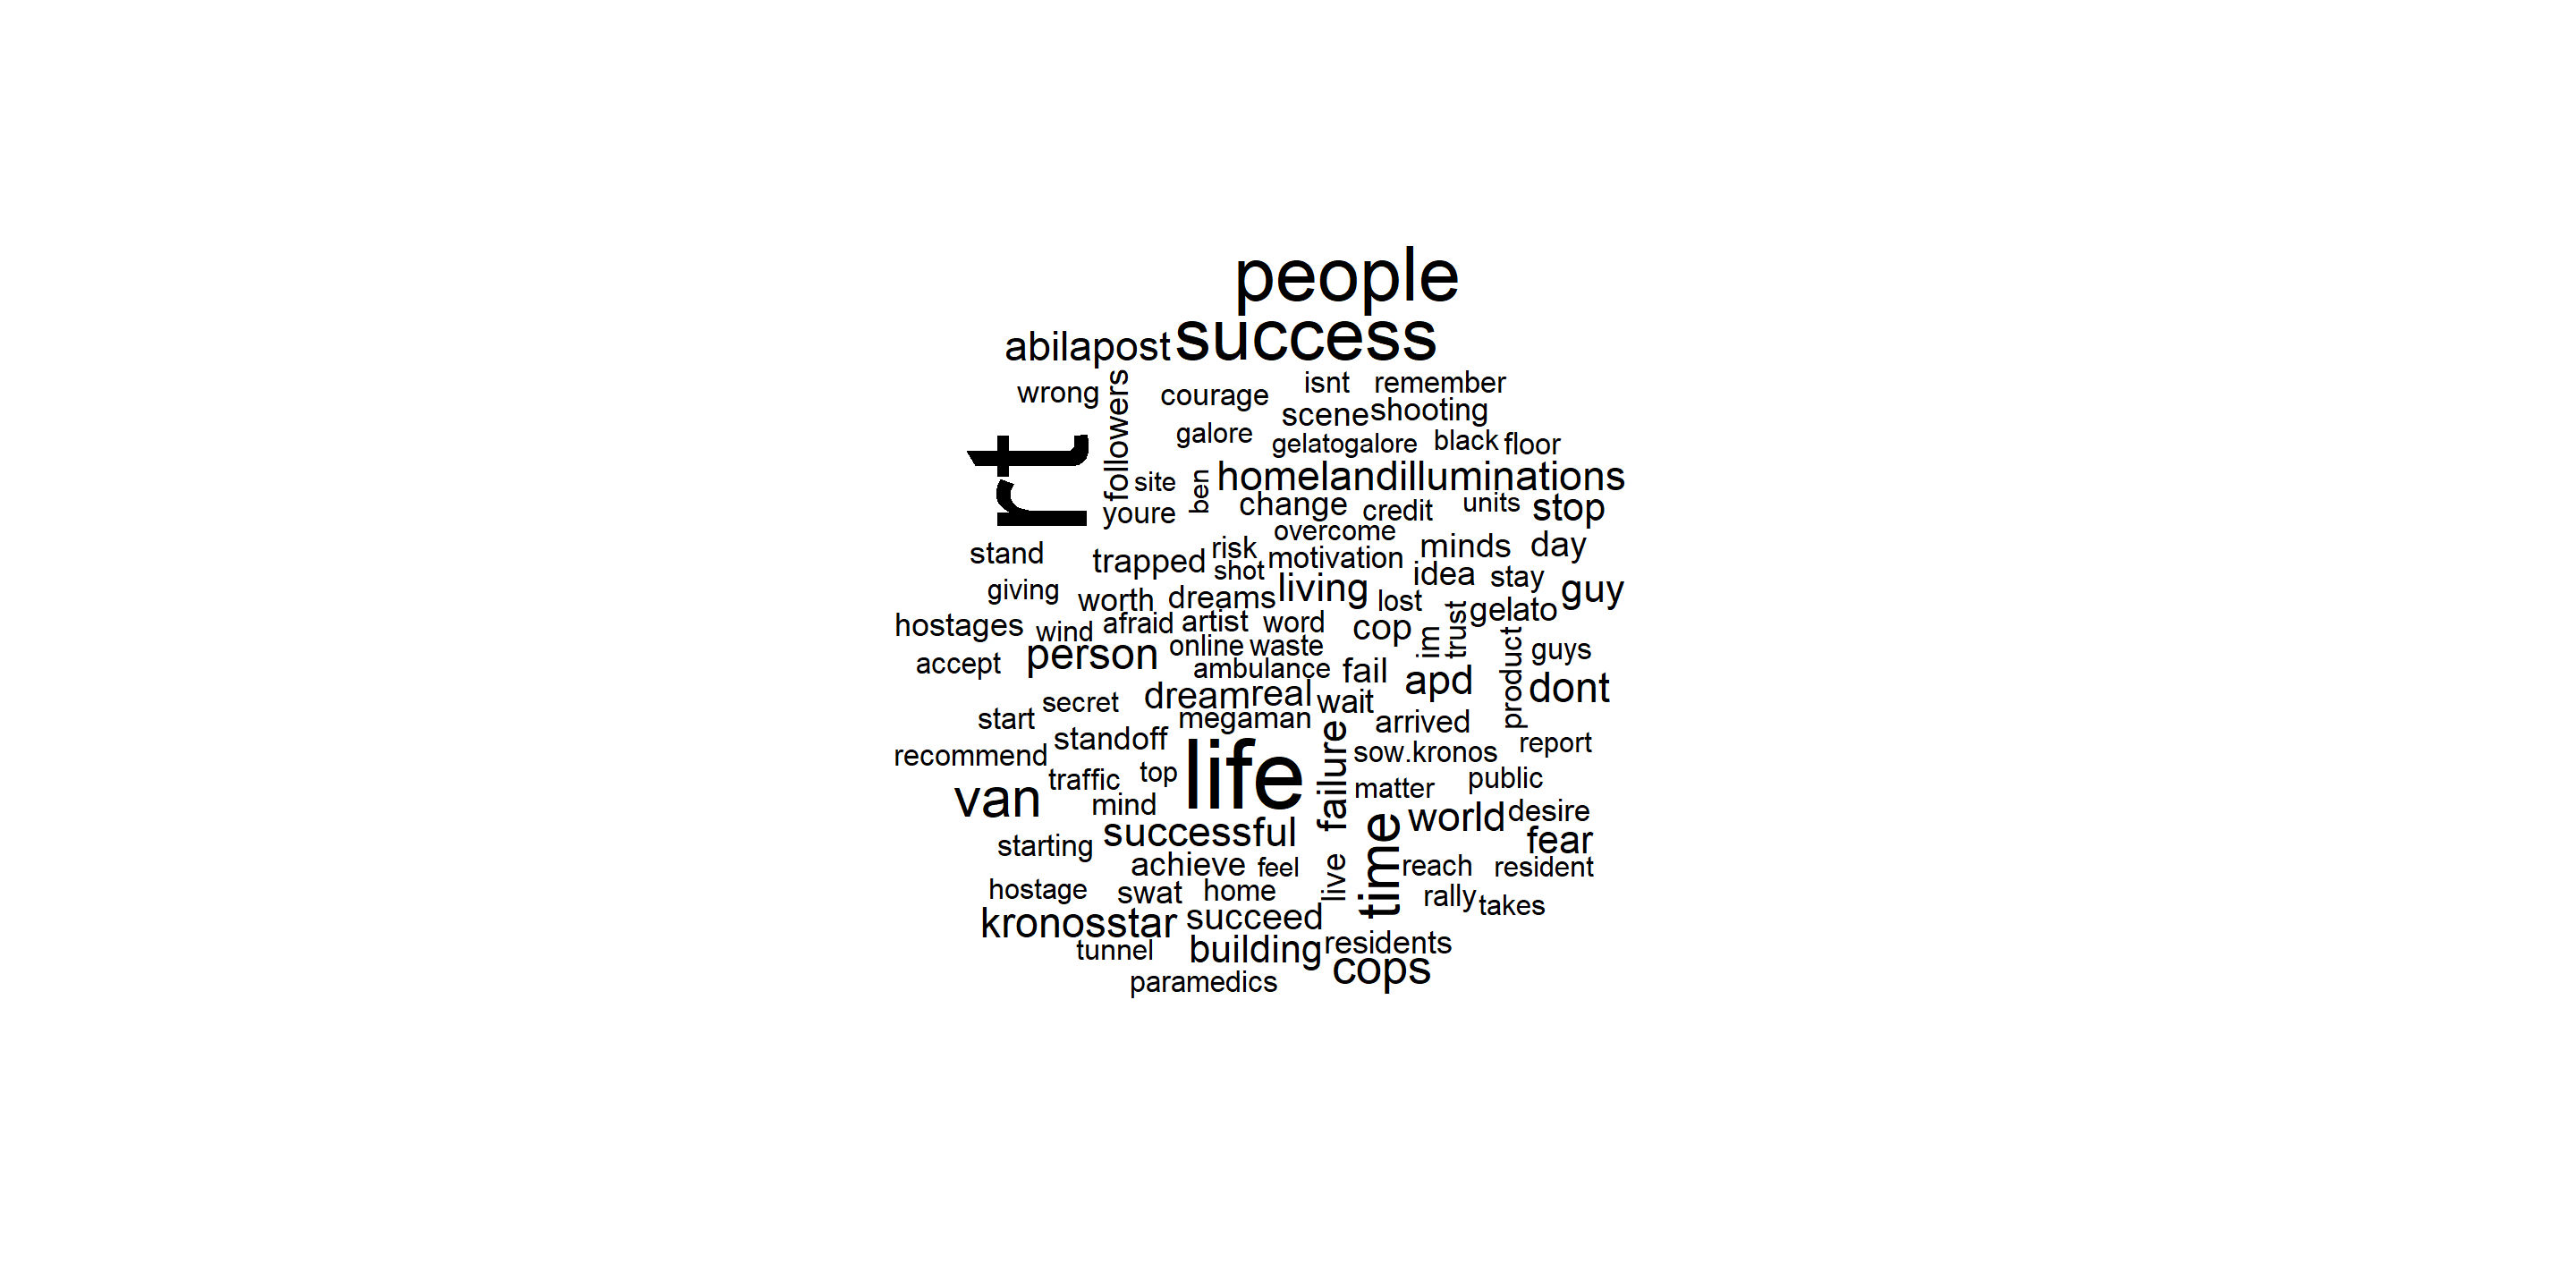 people
abilapost success
wrong followers courage isnt remember
scene shooting
galore gelatogalore black floor
rt
site ben homelandilluminations
youre change credit units stop
overcome
stand trapped risk motivation minds day
shot
giving living idea stay guy
worth dreams lost gelato
hostages wind afraid artist word cop im trust
person online waste product guys
accept ambulance fail apd dont
secret dream real wait
start megaman arrived
standoff failure sow.kronos report
recommend traffic top life matter public
van mind world desire
successful time fear
starting achieve feel live reach resident
hostage swat home rally takes
kronosstar succeed
tunnel building residents
cops
paramedics